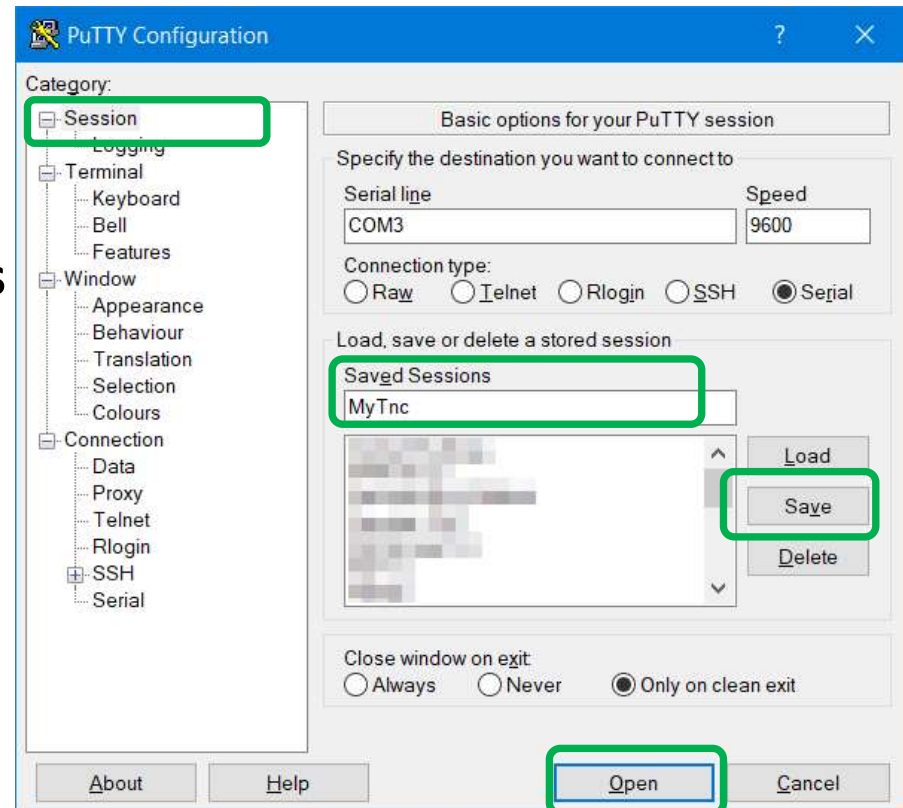 PuTTY Configuration ? ×
Category:
Session
Logging
Terminal
Keyboard
Bell
Features
Window
Appearance
Behaviour
Translation
Selection
Colours
Connection
Data
Proxy
Telnet
Rlogin
SSH
Serial
Basic options for your PuTTY session
Specify the destination you want to connect to
Serial line Speed
COM3 9600
Connection type:
Raw Telnet Rlogin SSH Serial
Load, save or delete a stored session
Saved Sessions
MyTnc
Load
Save
Delete
Close window on exit:
Always Never Only on clean exit
About Help Open Cancel
s